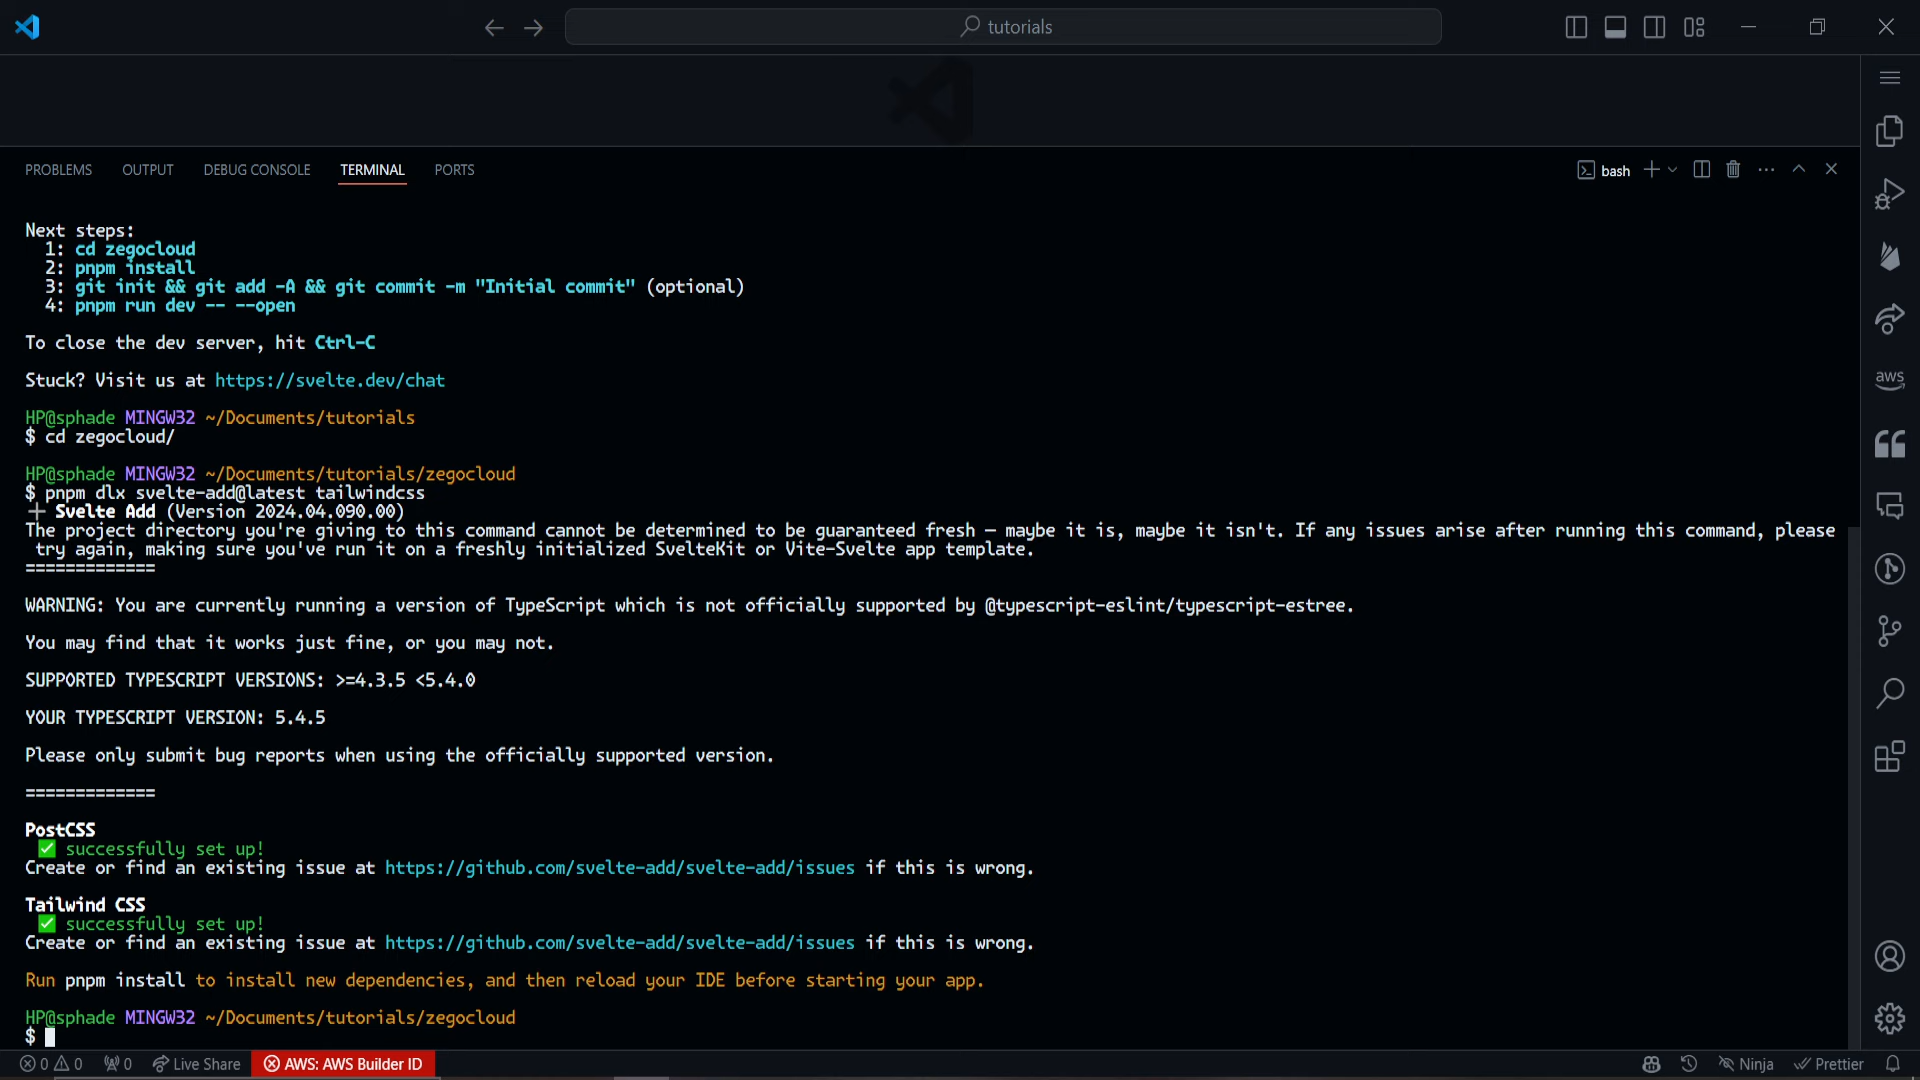 tutorials
PROBLEMS OUTPUT DEBUG CONSOLE TERMINAL PORTS bash
Next steps:
1: cd zegocloud
2: pnpm install
3: git init && git add -A && git commit -m "Initial commit" (optional)
4: pnpm run dev -- --open
To close the dev server, hit Ctrl-C
Stuck? Visit us at https://svelte.dev/chat
HP@sphade MINGW32 ~/Documents/tutorials
$ cd zegocloud/
HP@sphade MINGW32 ~/Documents/tutorials/zegocloud
$ pnpm dlx svelte-add@latest tailwindcss
+ Svelte Add (Version 2024.04.090.00)
The project directory you're giving to this command cannot be determined to be guaranteed fresh — maybe it is, maybe it isn't. If any issues arise after running this command, please
try again, making sure you've run it on a freshly initialized SvelteKit or Vite-Svelte app template.
=============
WARNING: You are currently running a version of TypeScript which is not officially supported by @typescript-eslint/typescript-estree.
You may find that it works just fine, or you may not.
SUPPORTED TYPESCRIPT VERSIONS: >=4.3.5 <5.4.0
YOUR TYPESCRIPT VERSION: 5.4.5
Please only submit bug reports when using the officially supported version.
=============
PostCSS
✅ successfully set up!
Create or find an existing issue at https://github.com/svelte-add/svelte-add/issues if this is wrong.
Tailwind CSS
✅ successfully set up!
Create or find an existing issue at https://github.com/svelte-add/svelte-add/issues if this is wrong.
Run pnpm install to install new dependencies, and then reload your IDE before starting your app.
HP@sphade MINGW32 ~/Documents/tutorials/zegocloud
$
aws
0 0 0 Live Share AWS: AWS Builder ID Ninja Prettier